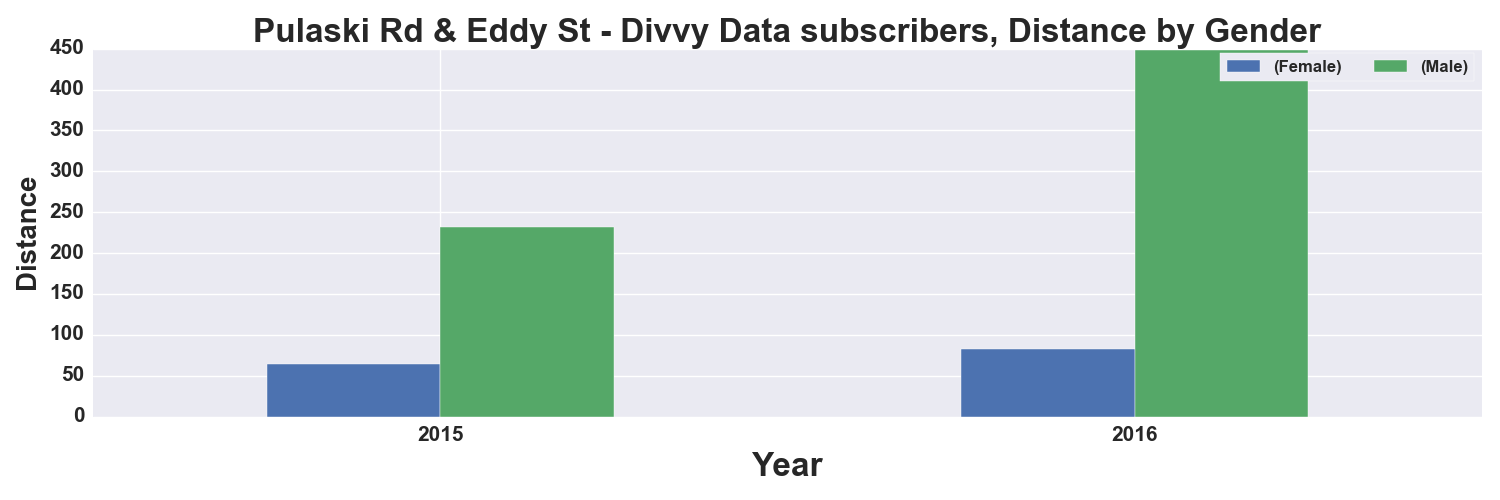 Pulaski Rd & Eddy St - Divvy Data subscribers, Distance by Gender
450
400
350
300
250
200
150
100
50
0
Distance
(Female) (Male)
2015 2016
Year